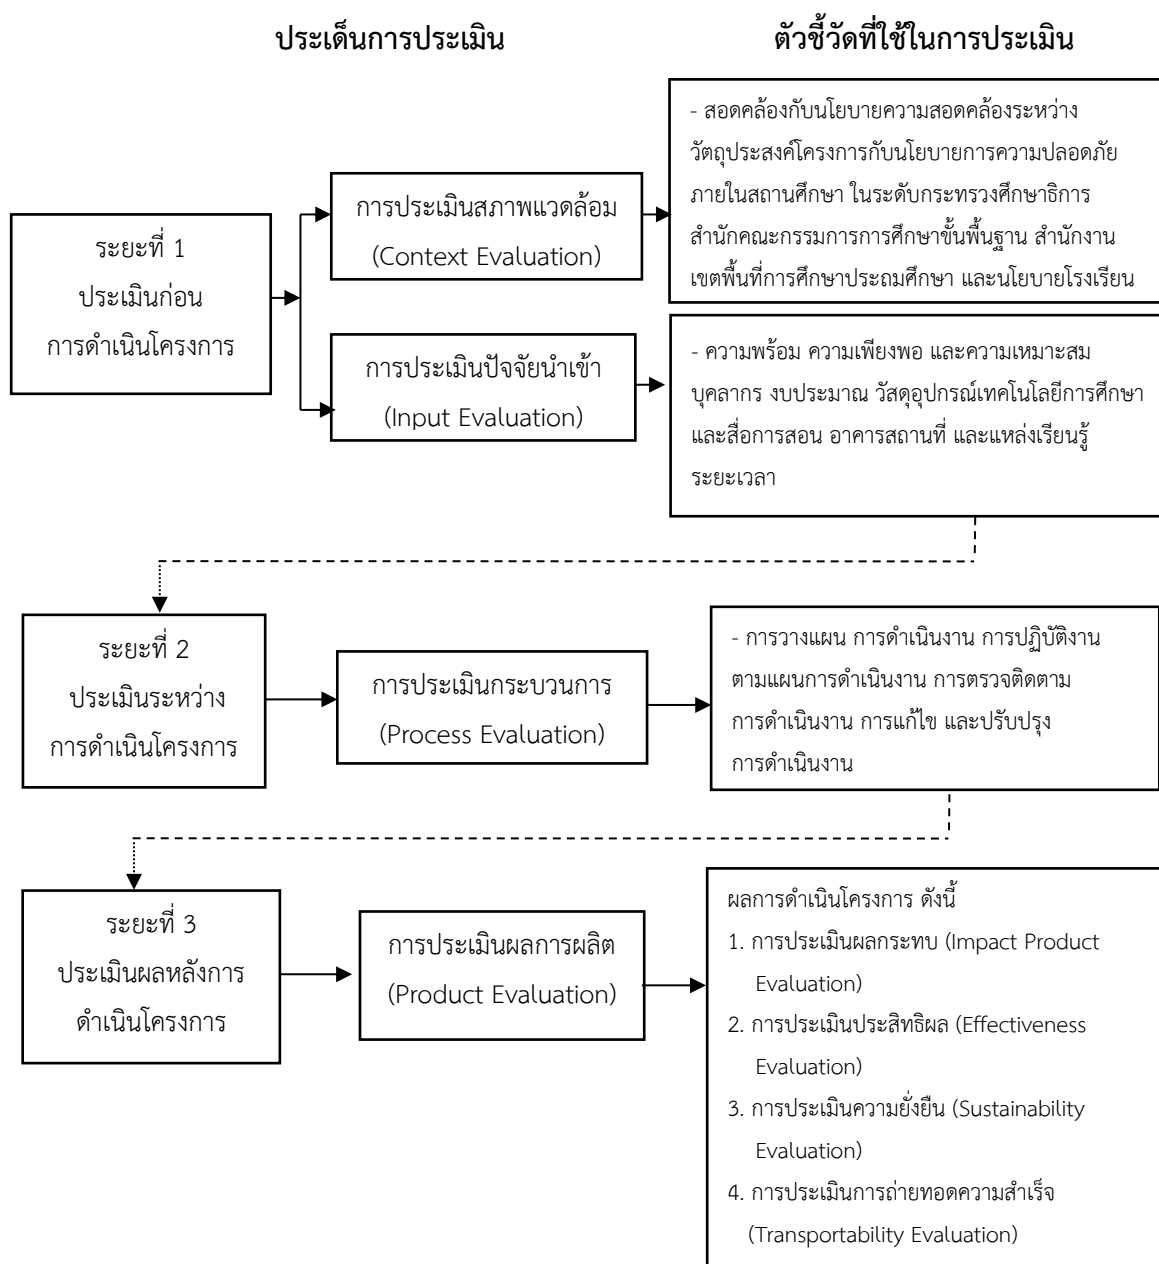 ประเด็นการประเมิน
ตัวชี้วัดที่ใช้ในการประเมิน
ระยะที่ 1
ประเมินก่อน
การดำเนินโครงการ
การประเมินสภาพแวดล้อม
(Context Evaluation)
- สอดคล้องกับนโยบายความสอดคล้องระหว่าง
วัตถุประสงค์โครงการกับนโยบายการความปลอดภัย
ภายในสถานศึกษา ในระดับกระทรวงศึกษาธิการ
สำนักคณะกรรมการการศึกษาขั้นพื้นฐาน สำนักงาน
เขตพื้นที่การศึกษาประถมศึกษา และนโยบายโรงเรียน
การประเมินปัจจัยนำเข้า
(Input Evaluation)
- ความพร้อม ความเพียงพอ และความเหมาะสม
บุคลากร งบประมาณ วัสดุอุปกรณ์เทคโนโลยีการศึกษา
และสื่อการสอน อาคารสถานที่ และแหล่งเรียนรู้
ระยะเวลา
ระยะที่ 2
ประเมินระหว่าง
การดำเนินโครงการ
การประเมินกระบวนการ
(Process Evaluation)
- การวางแผน การดำเนินงาน การปฏิบัติงาน
ตามแผนการดำเนินงาน การตรวจติดตาม
การดำเนินงาน การแก้ไข และปรับปรุง
การดำเนินงาน
ระยะที่ 3
ประเมินผลหลังการ
ดำเนินโครงการ
การประเมินผลการผลิต
(Product Evaluation)
ผลการดำเนินโครงการ ดังนี้
1. การประเมินผลกระทบ (Impact Product
Evaluation)
2. การประเมินประสิทธิผล (Effectiveness
Evaluation)
3. การประเมินความยั่งยืน (Sustainability
Evaluation)
4. การประเมินการถ่ายทอดความสำเร็จ
(Transportability Evaluation)